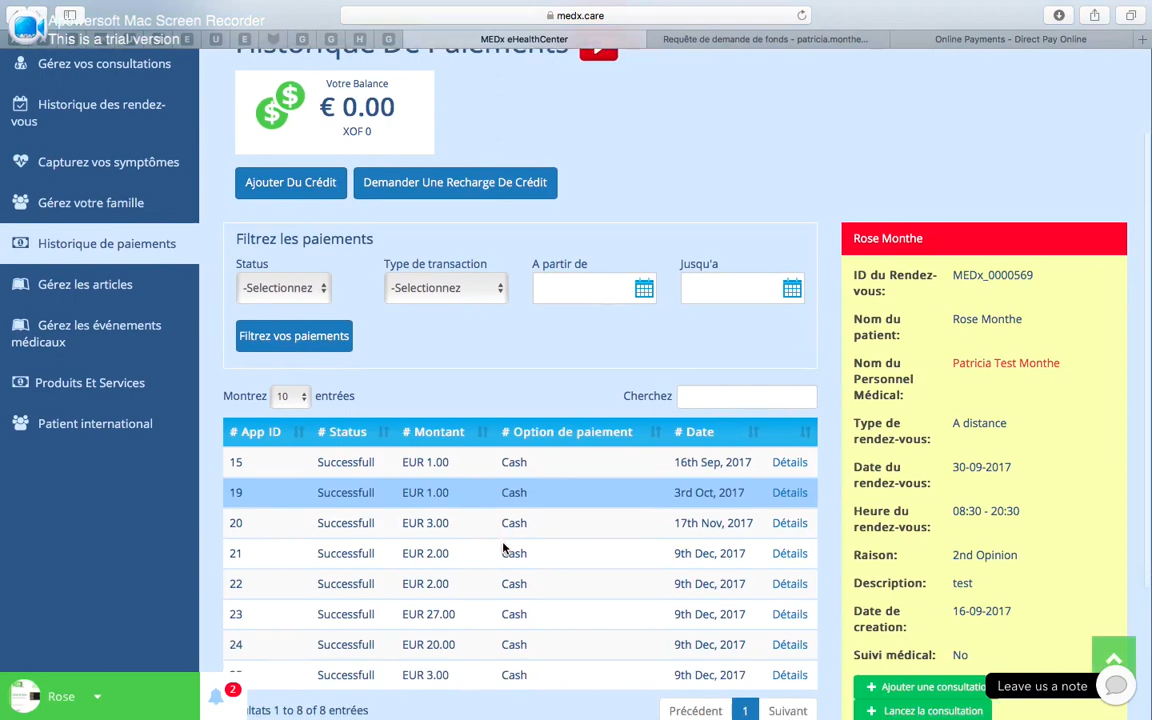 Apowersoft Mac Screen Recorder
This is a trial version
medx.care
E U E G G H G
MEDx eHealthCenter
Requête de demande de fonds - patricia.monthe...
Online Payments - Direct Pay Online
Historique De Paiements
Gérez vos consultations
Historique des rendez-
vous
Capturez vos symptômes
Gérez votre famille
Historique de paiements
Gérez les articles
Gérez les événements
médicaux
Produits Et Services
Patient international
Rose
2
Votre Balance
€ 0.00
XOF 0
Ajouter Du Crédit
Demander Une Recharge De Crédit
Filtrez les paiements
Status
Type de transaction
A partir de
Jusqu'a
-Selectionnez
-Selectionnez
Filtrez vos paiements
Montrez 10 entrées
Cherchez
# App ID # Status # Montant # Option de paiement # Date
15 Successfull EUR 1.00 Cash 16th Sep, 2017 Détails
19 Successfull EUR 1.00 Cash 3rd Oct, 2017 Détails
20 Successfull EUR 3.00 Cash 17th Nov, 2017 Détails
21 Successfull EUR 2.00 Cash 9th Dec, 2017 Détails
22 Successfull EUR 2.00 Cash 9th Dec, 2017 Détails
23 Successfull EUR 27.00 Cash 9th Dec, 2017 Détails
24 Successfull EUR 20.00 Cash 9th Dec, 2017 Détails
Successfull EUR 3.00 Cash 9th Dec, 2017 Détails
1 to 8 of 8 entrées
Précédent 1 Suivant
Rose Monthe
ID du Rendez-
vous:
MEDx_0000569
Nom du
patient:
Rose Monthe
Nom du
Personnel
Médical:
Patricia Test Monthe
Type de
rendez-vous:
A distance
Date du
rendez-vous:
30-09-2017
Heure du
rendez-vous:
08:30 - 20:30
Raison:
2nd Opinion
Description:
test
Date de
creation:
16-09-2017
Suivi médical:
No
Ajouter une consultatio
Leave us a note
Lancez la consultation